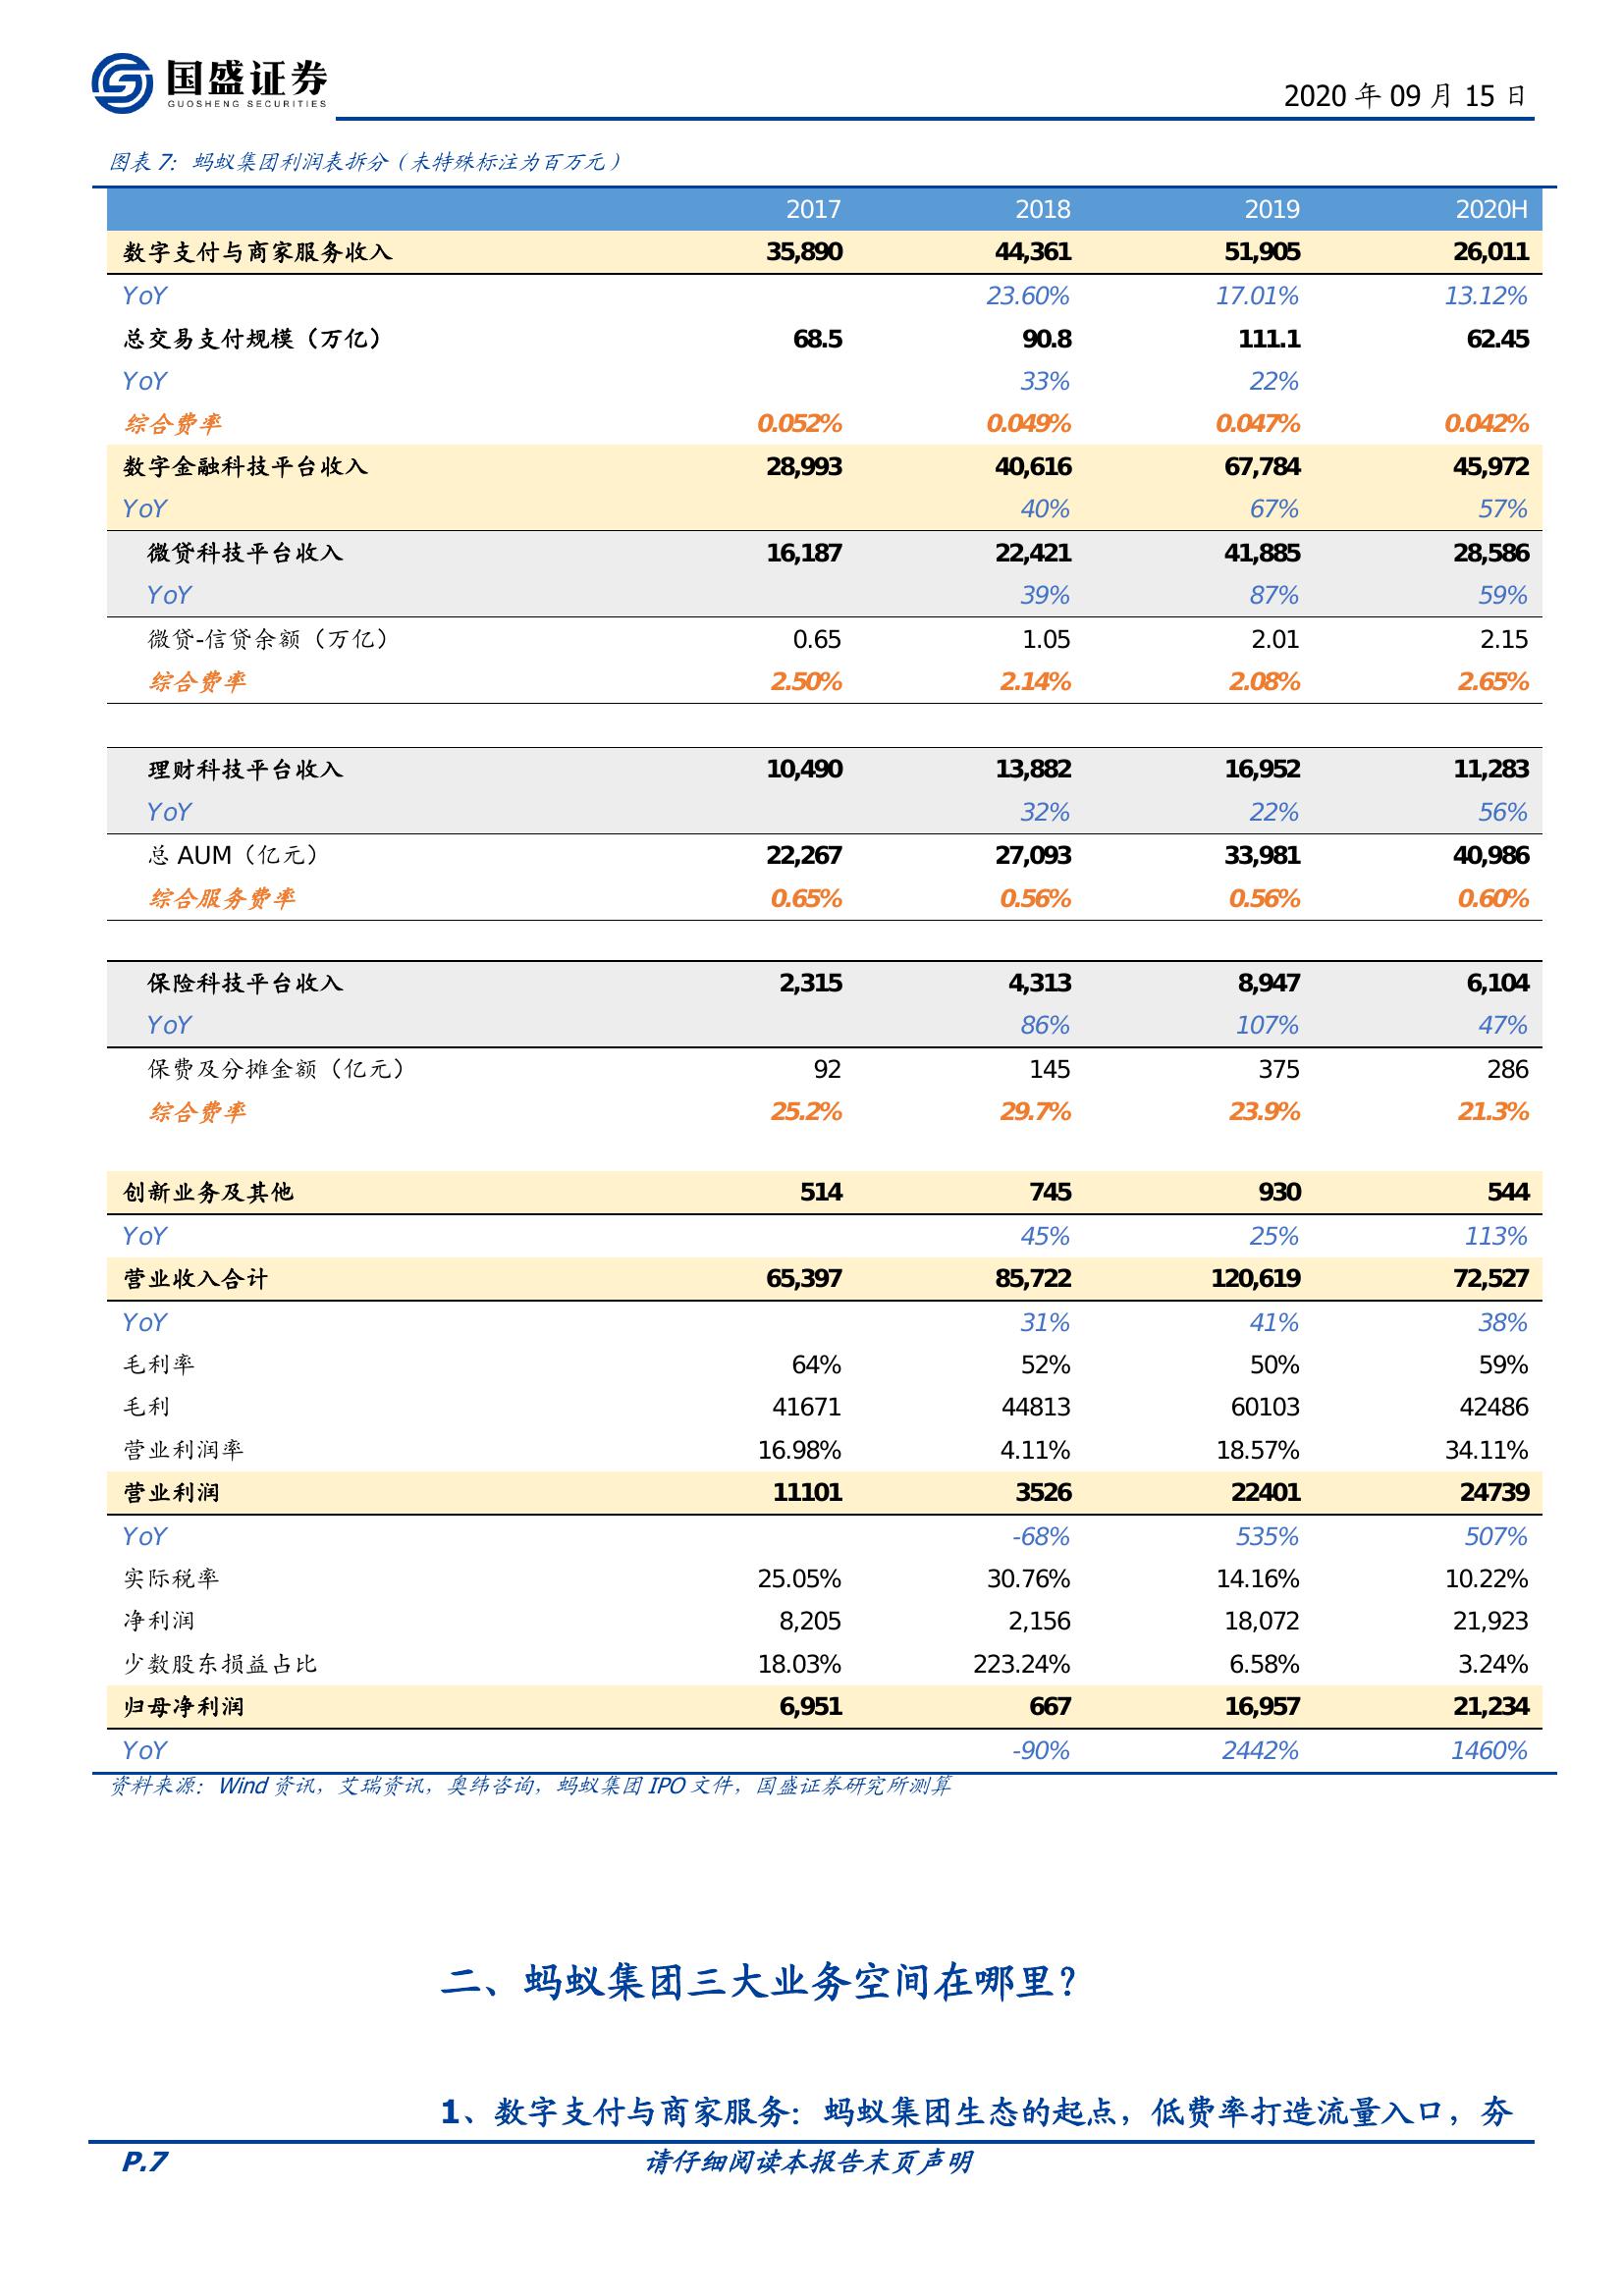 国盛证券
GUOSHENG SECURITIES
2020 年 09 月 15 日
图表 7：蚂蚁集团利润表拆分（未特殊标注为百万元）
2017 2018 2019 2020H
数字支付与商家服务收入 35,890 44,361 51,905 26,011
YoY 23.60% 17.01% 13.12%
总交易支付规模（万亿） 68.5 90.8 111.1 62.45
YoY 33% 22%
综合费率 0.052% 0.049% 0.047% 0.042%
数字金融科技平台收入 28,993 40,616 67,784 45,972
YoY 40% 67% 57%
微贷科技平台收入 16,187 22,421 41,885 28,586
YoY 39% 87% 59%
微贷-信贷余额（万亿） 0.65 1.05 2.01 2.15
综合费率 2.50% 2.14% 2.08% 2.65%
理财科技平台收入 10,490 13,882 16,952 11,283
YoY 32% 22% 56%
总 AUM（亿元） 22,267 27,093 33,981 40,986
综合服务费率 0.65% 0.56% 0.56% 0.60%
保险科技平台收入 2,315 4,313 8,947 6,104
YoY 86% 107% 47%
保费及分摊金额（亿元） 92 145 375 286
综合费率 25.2% 29.7% 23.9% 21.3%
创新业务及其他 514 745 930 544
YoY 45% 25% 113%
营业收入合计 65,397 85,722 120,619 72,527
YoY 31% 41% 38%
毛利率 64% 52% 50% 59%
毛利 41671 44813 60103 42486
营业利润率 16.98% 4.11% 18.57% 34.11%
营业利润 11101 3526 22401 24739
YoY -68% 535% 507%
实际税率 25.05% 30.76% 14.16% 10.22%
净利润 8,205 2,156 18,072 21,923
少数股东损益占比 18.03% 223.24% 6.58% 3.24%
归母净利润 6,951 667 16,957 21,234
YoY -90% 2442% 1460%
资料来源：Wind 资讯，艾瑞资讯，奥纬咨询，蚂蚁集团 IPO 文件，国盛证券研究所测算
二、蚂蚁集团三大业务空间在哪里？
1、数字支付与商家服务：蚂蚁集团生态的起点，低费率打造流量入口，夯
P.7 请仔细阅读本报告末页声明